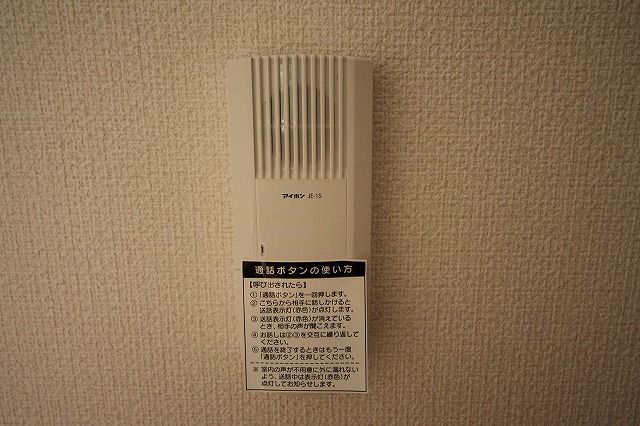 アイホン JE-1S
通話ボタンの使い方
【呼び出されたら】
①「通話ボタン」を一回押します。
② こちらから相手に話しかけると
送話表示灯(赤色)が点灯します。
③ 送話表示灯(赤色)が消えている
とき、相手の声が聞こえます。
④ お話しは②③を交互に繰り返して
ください。
⑤ 通話を終了するときはもう一度
「通話ボタン」を押してください。
※ 室内の声が不用意に外に漏れない
よう、送話中は表示灯(赤色)が
点灯してお知らせします。